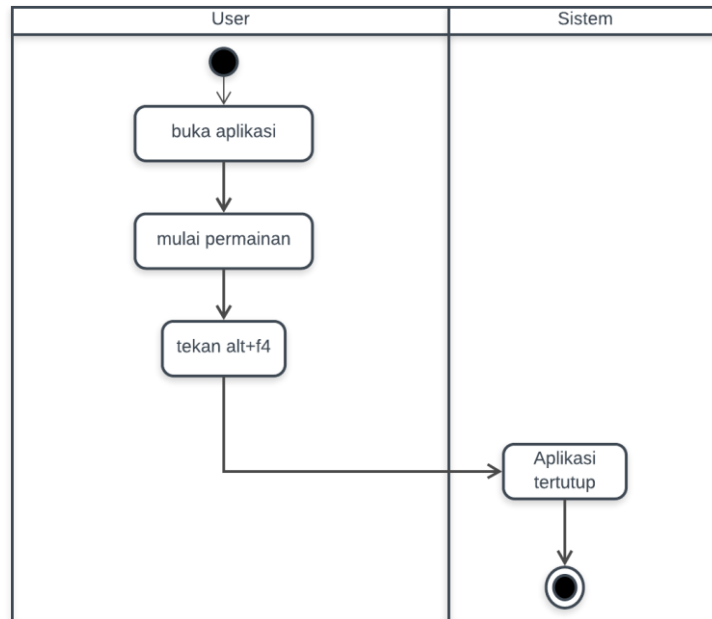 User
Sistem
buka aplikasi
mulai permainan
tekan alt+f4
Aplikasi
tertutup